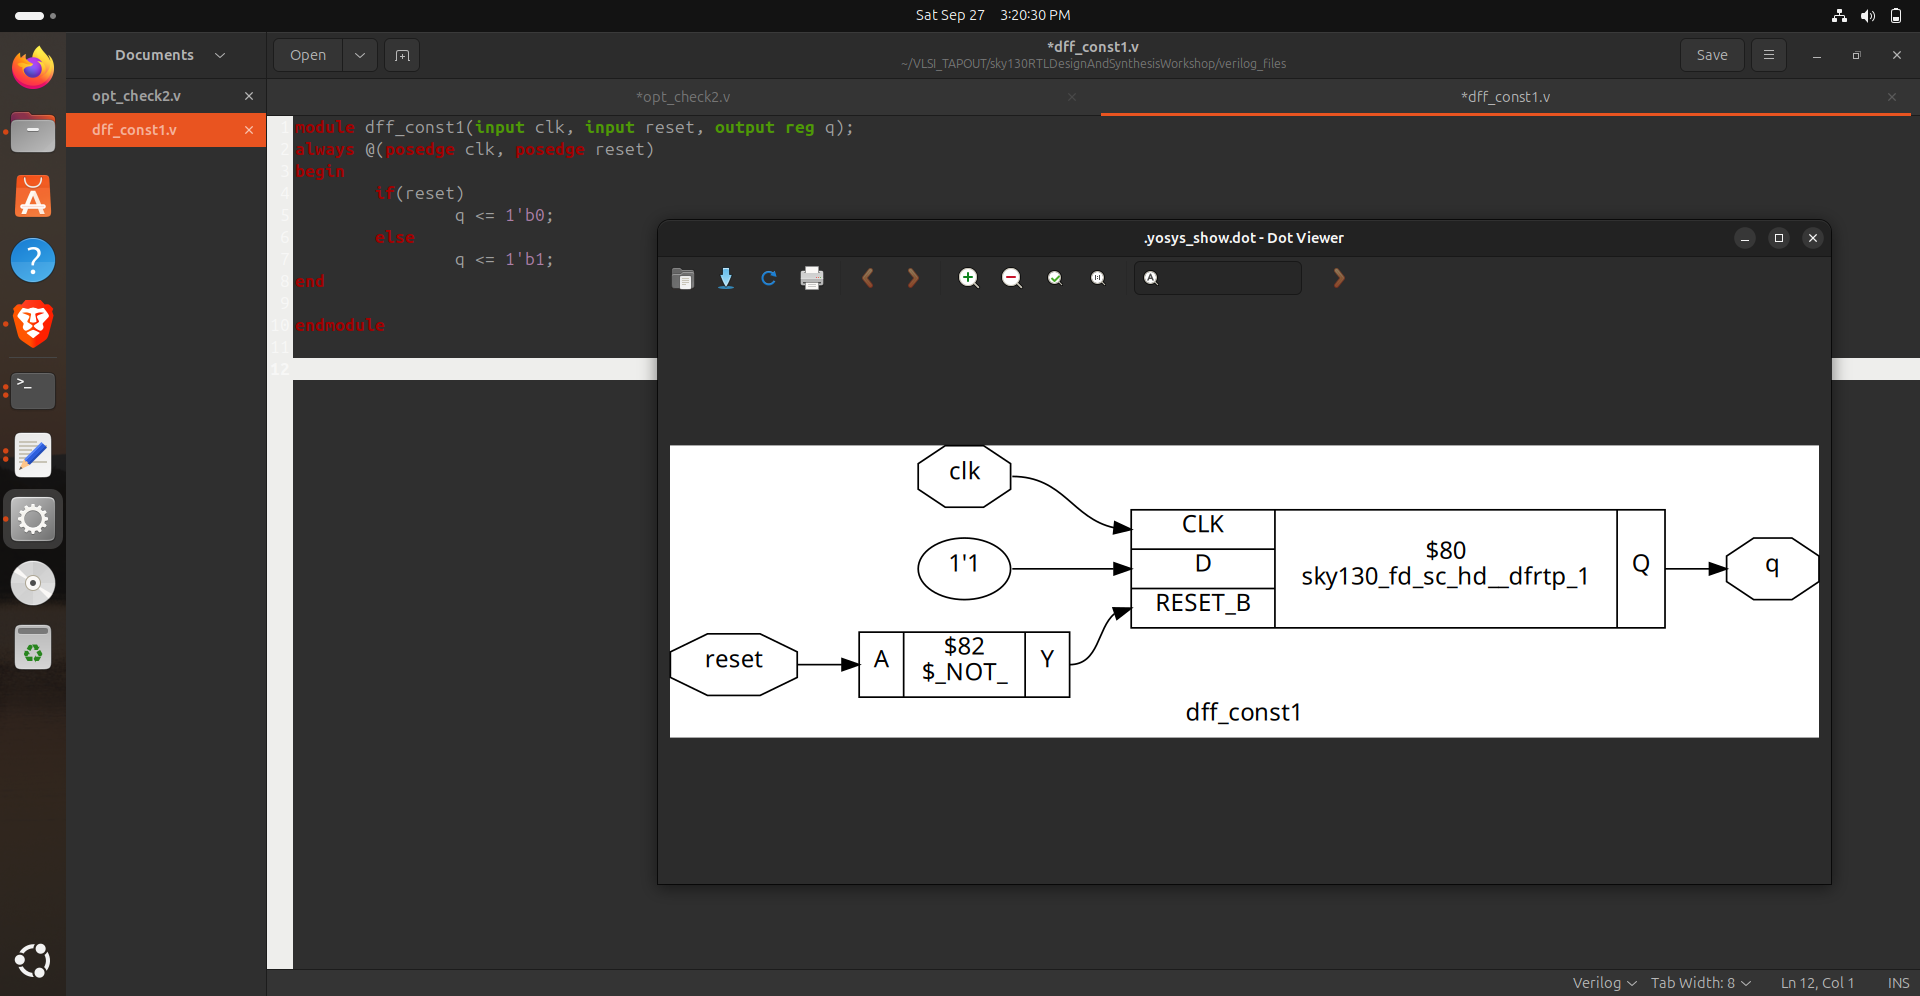 Sat Sep 27 3:20:30 PM
Documents
Open
*dff_const1.v
~/VLSI_TAPOUT/sky130RTLDesignAndSynthesisWorkshop/verilog_files
Save
opt_check2.v
dff_const1.v
*opt_check2.v
*dff_const1.v
1 module dff_const1(input clk, input reset, output reg q);
2 always @(posedge clk, posedge reset)
3 begin
4 if(reset)
5 q <= 1'b0;
6 else
7 q <= 1'b1;
8 end
9
10 endmodule
11
12
.yosys_show.dot - Dot Viewer
clk
1'1
reset
A
$82
$_NOT_
Y
CLK
D
RESET_B
$80
sky130_fd_sc_hd__dfrtp_1
Q
q
dff_const1
Verilog
Tab Width: 8
Ln 12, Col 1
INS